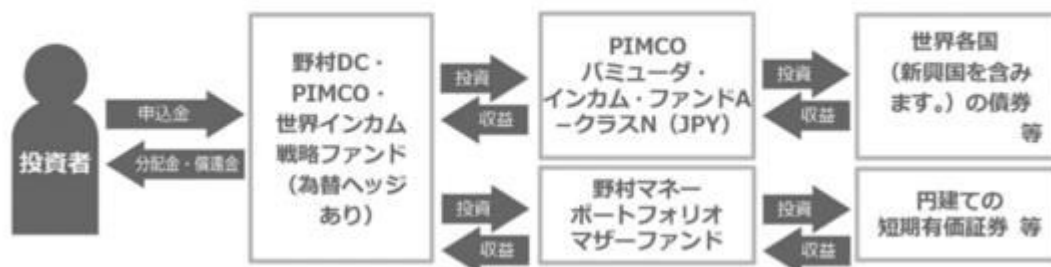 投資者
申込金
分配金・償還金
野村DC・
PIMCO・
世界インカム
戦略ファンド
（為替ヘッジ
あり）
投資
収益
PIMCO
バミューダ・
インカム・ファンドA
－クラスN（JPY）
投資
収益
世界各国
（新興国を含み
ます。）の債券
等
投資
収益
野村マネー
ポートフォリオ
マザーファンド
投資
収益
円建ての
短期有価証券 等